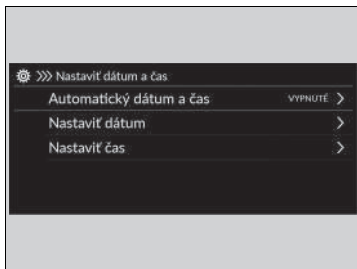 Nastaviť dátum a čas
Automatický dátum a čas VYPNUTÉ
Nastaviť dátum
Nastaviť čas